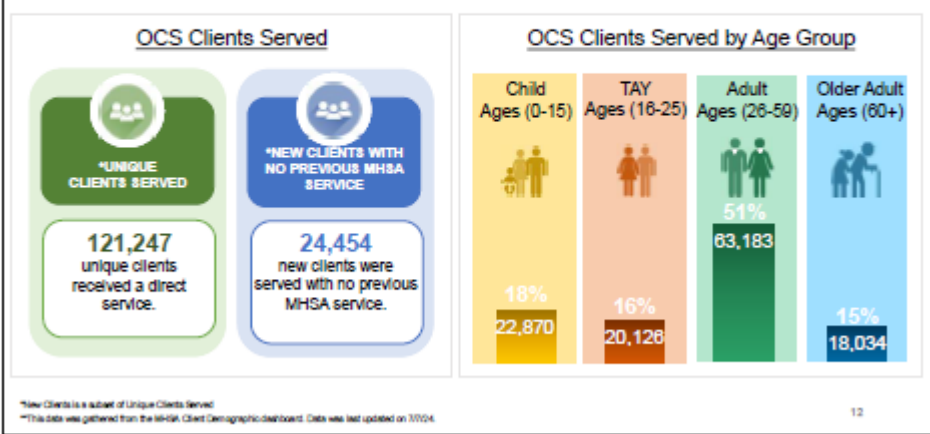 OCS Clients Served
*UNIQUE
CLIENTS SERVED
*NEW CLIENTS WITH
NO PREVIOUS MHSA
SERVICE
121,247
unique clients
received a direct
service.
24,454
new clients were
served with no previous
MHSA service.
OCS Clients Served by Age Group
Child
Ages (0-15)
TAY
Ages (16-25)
Adult
Ages (26-59)
Older Adult
Ages (60+)
18%
22,870
16%
20,126
51%
63,183
15%
18,034
*New Clients is a subset of Unique Clients Served
**This data was gathered from the MHSA Client Demographic dashboard. Data was last updated on 7/7/24.
12